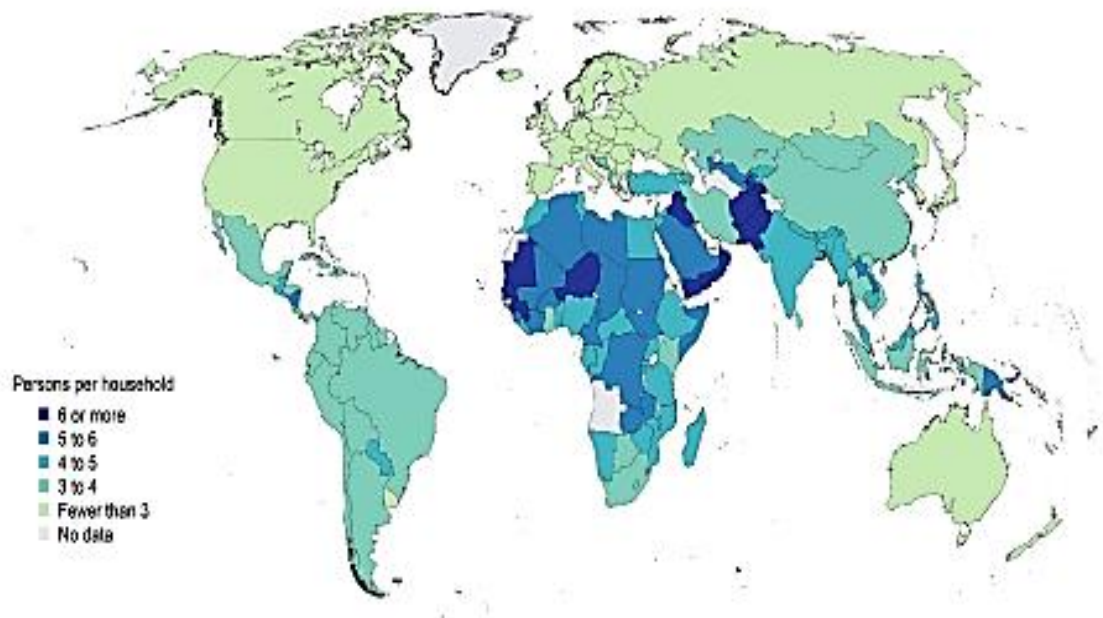 Persons per household
6 or more
5 to 6
4 to 5
3 to 4
Fewer than 3
No data